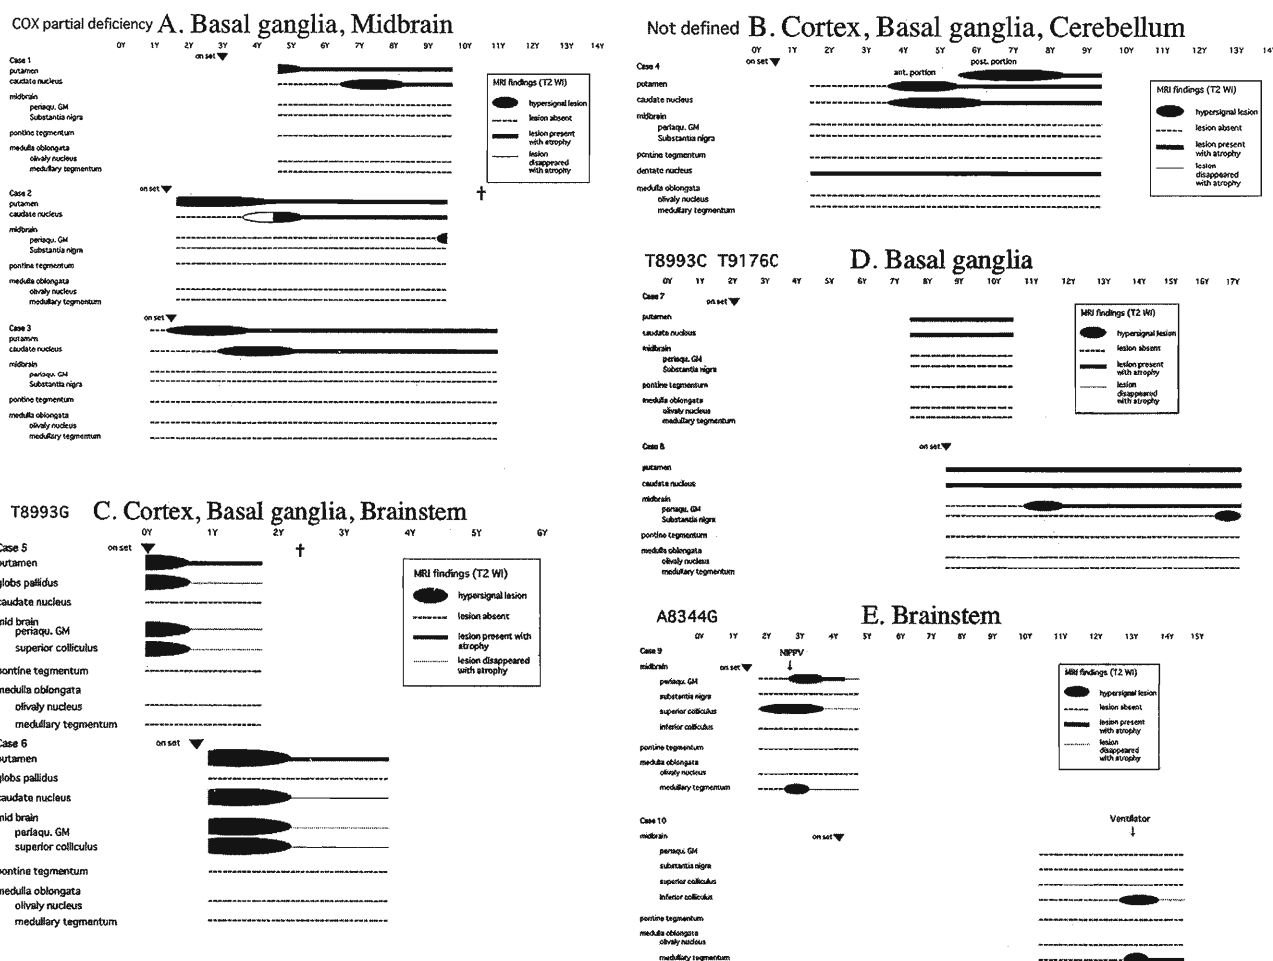 COX partial deficiency A. Basal ganglia, Midbrain
0Y 1Y 2Y 3Y 4Y 5Y 6Y 7Y 8Y 9Y 10Y 11Y 12Y 13Y 14Y
Case 1
on set
putamen
caudate nucleus
midbrain
periaqu. GM
Substantia nigra
pontine tegmentum
medulla oblongata
olivaly nucleus
medullary tegmentum
MRI findings (T2 WI)
hypersignal lesion
lesion absent
lesion present
with atrophy
lesion
disappeared
with atrophy
Case 2
on set
putamen
caudate nucleus
midbrain
periaqu. GM
Substantia nigra
pontine tegmentum
medulla oblongata
olivaly nucleus
medullary tegmentum
†
Case 3
on set
putamen
caudate nucleus
midbrain
periaqu. GM
Substantia nigra
pontine tegmentum
medulla oblongata
olivaly nucleus
medullary tegmentum
Not defined B. Cortex, Basal ganglia, Cerebellum
0Y 1Y 2Y 3Y 4Y 5Y 6Y 7Y 8Y 9Y 10Y 11Y 12Y 13Y 14
Case 4
on set
ant. portion
post. portion
putamen
caudate nucleus
midbrain
periaqu. GM
Substantia nigra
pontine tegmentum
dentate nucleus
medulla oblongata
olivaly nucleus
medullary tegmentum
MRI findings (T2 WI)
hypersignal lesion
lesion absent
lesion present
with atrophy
lesion
disappeared
with atrophy
T8993G C. Cortex, Basal ganglia, Brainstem
0Y 1Y 2Y 3Y 4Y 5Y 6Y
Case 5
on set
†
putamen
globs pallidus
caudate nucleus
mid brain
periaqu. GM
superior colliculus
pontine tegmentum
medulla oblongata
olivaly nucleus
medullary tegmentum
MRI findings (T2 WI)
hypersignal lesion
lesion absent
lesion present with
atrophy
lesion disappeared
with atrophy
Case 6
on set
putamen
globs pallidus
caudate nucleus
mid brain
periaqu. GM
superior colliculus
pontine tegmentum
medulla oblongata
olivaly nucleus
medullary tegmentum
T8993C T9176C D. Basal ganglia
0Y 1Y 2Y 3Y 4Y 5Y 6Y 7Y 8Y 9Y 10Y 11Y 12Y 13Y 14Y 15Y 16Y 17Y
Case 7
on set
putamen
caudate nucleus
midbrain
periaqu. GM
Substantia nigra
pontine tegmentum
medulla oblongata
olivaly nucleus
medullary tegmentum
MRI findings (T2 WI)
hypersignal lesion
lesion absent
lesion present
with atrophy
lesion
disappeared
with atrophy
Case 8
on set
putamen
caudate nucleus
midbrain
periaqu. GM
Substantia nigra
pontine tegmentum
medulla oblongata
olivaly nucleus
medullary tegmentum
A8344G E. Brainstem
0Y 1Y 2Y 3Y 4Y 5Y 6Y 7Y 8Y 9Y 10Y 11Y 12Y 13Y 14Y 15Y
Case 9
NIPPV
midbrain
on set
periaqu. GM
substantia nigra
superior colliculus
inferior colliculus
pontine tegmentum
medulla oblongata
olivaly nucleus
medullary tegmentum
MRI findings (T2 WI)
hypersignal lesion
lesion absent
lesion present
with atrophy
lesion
disappeared
with atrophy
Case 10
Ventilator
midbrain
on set
periaqu. GM
substantia nigra
superior colliculus
inferior colliculus
pontine tegmentum
medulla oblongata
olivaly nucleus
medullary tegmentum